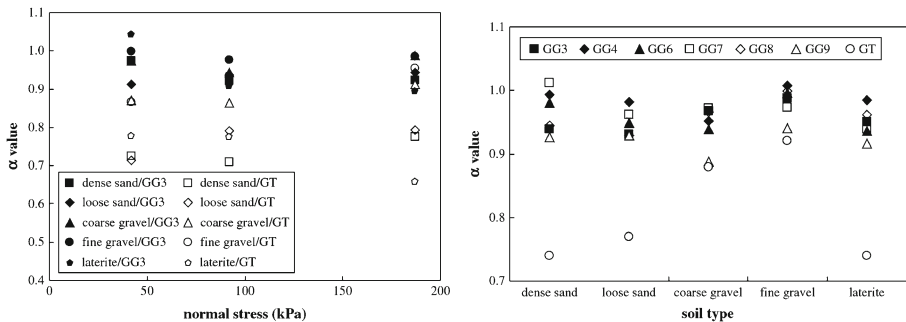 1.1
1.0
0.9
0.8
0.7
0.6
0.5
0.4
α value
dense sand/GG3 dense sand/GT
loose sand/GG3 loose sand/GT
coarse gravel/GG3 coarse gravel/GT
fine gravel/GG3 fine gravel/GT
laterite/GG3 laterite/GT
0 50 100 150 200
normal stress (kPa)
1.1
1.0
0.9
0.8
0.7
α value
GG3 GG4 GG6 GG7 GG8 GG9 GT
dense sand loose sand coarse gravel fine gravel laterite
soil type